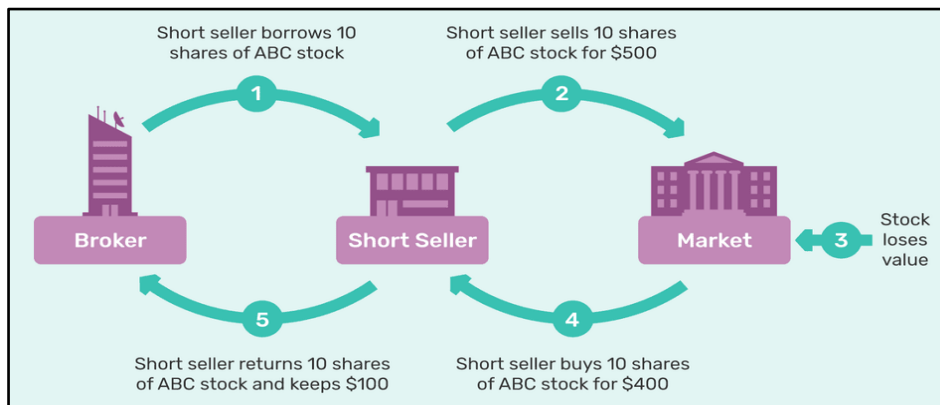 Short seller borrows 10
shares of ABC stock
Short seller sells 10 shares
of ABC stock for $500
1
2
Broker
Short Seller
Market
3
Stock
loses
value
5
4
Short seller returns 10 shares
of ABC stock and keeps $100
Short seller buys 10 shares
of ABC stock for $400